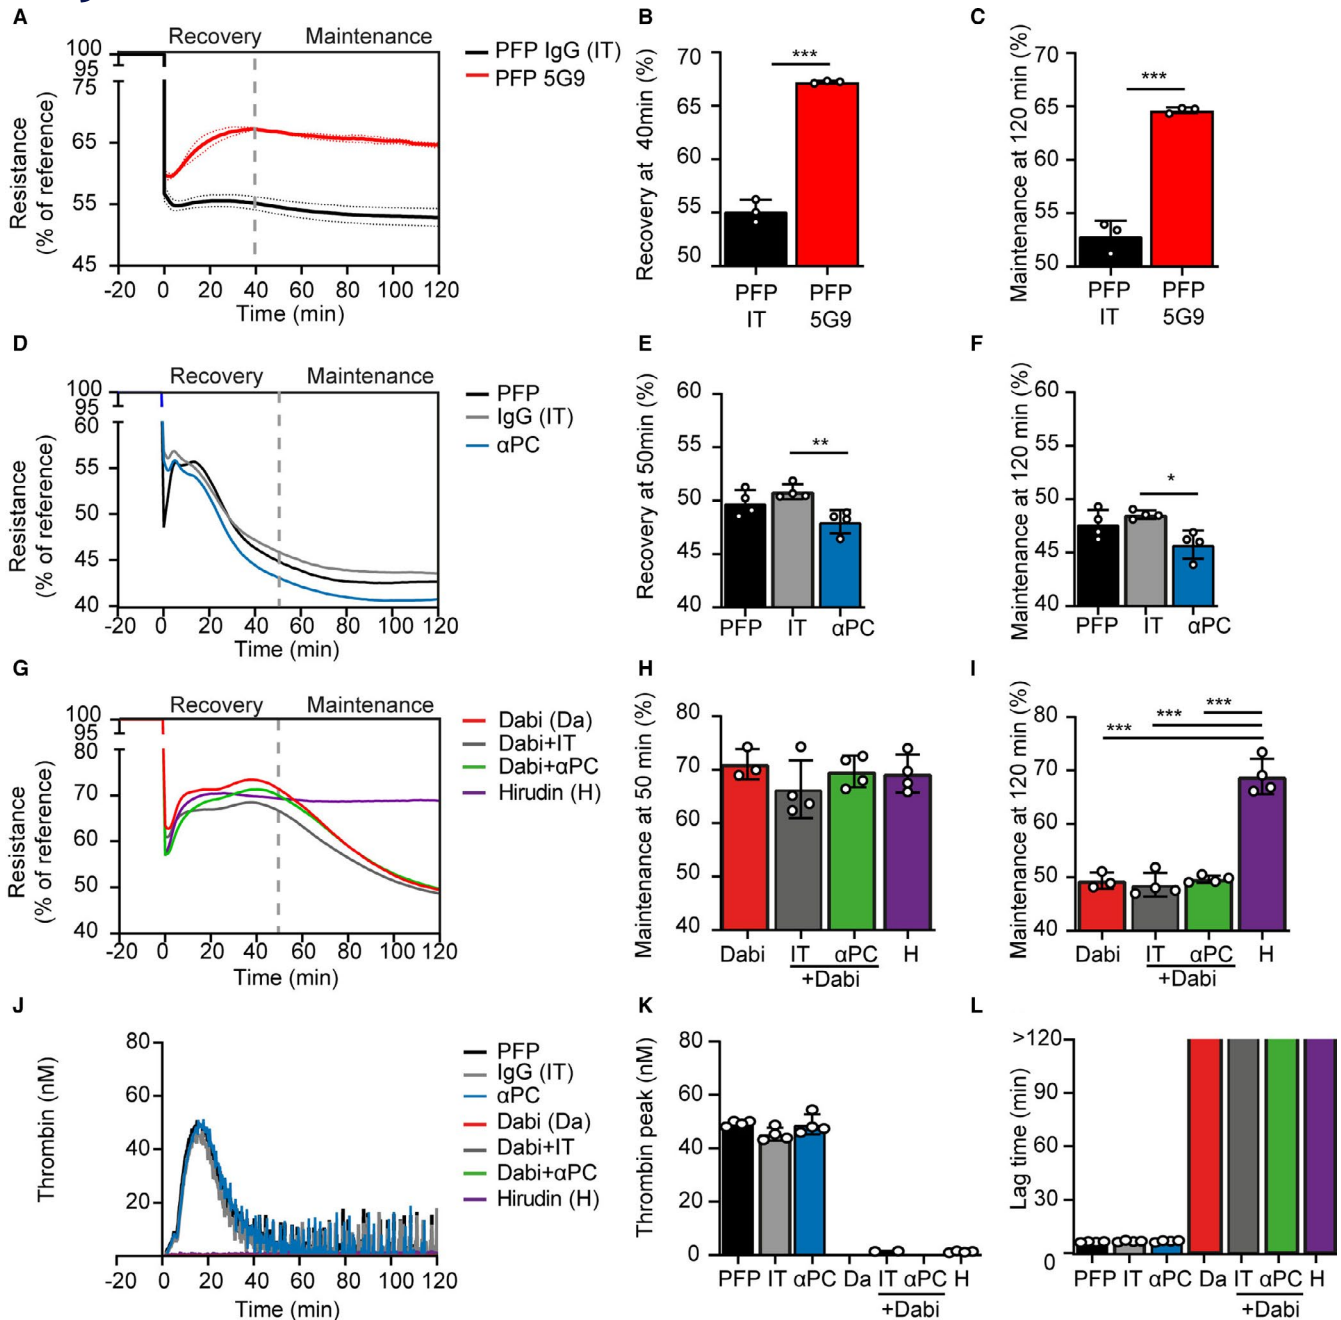 A
Recovery Maintenance
100
95
75
65
55
45
-20 0 20 40 60 80 100 120
Time (min)
Resistance
(% of reference)
PFP IgG (IT)
PFP 5G9
B
Recovery at 40min (%)
70
65
60
55
50
***
PFP PFP
IT 5G9
C
Maintenance at 120 min (%)
70
65
60
55
50
***
PFP PFP
IT 5G9
D
Recovery Maintenance
100
95
60
55
50
45
40
-20 0 20 40 60 80 100 120
Time (min)
Resistance
(% of reference)
PFP
IgG (IT)
αPC
E
Recovery at 50min (%)
60
55
50
45
40
**
PFP IT αPC
F
Maintenance at 120 min (%)
60
55
50
45
40
*
PFP IT αPC
G
Recovery Maintenance
100
95
80
70
60
50
40
-20 0 20 40 60 80 100 120
Time (min)
Resistance
(% of reference)
Dabi (Da)
Dabi+IT
Dabi+αPC
Hirudin (H)
H
Maintenance at 50 min (%)
80
70
60
50
40
Dabi IT αPC H
+Dabi
I
Maintenance at 120 min (%)
80
70
60
50
40
***
***
***
Dabi IT αPC H
+Dabi
J
Thrombin (nM)
80
60
40
20
-20 0 20 40 60 80 100 120
Time (min)
PFP
IgG (IT)
αPC
Dabi (Da)
Dabi+IT
Dabi+αPC
Hirudin (H)
K
Thrombin peak (nM)
80
60
40
20
0
PFP IT αPC Da IT αPC H
+Dabi
L
Lag time (min)
>120
90
60
30
0
PFP IT αPC Da IT αPC H
+Dabi